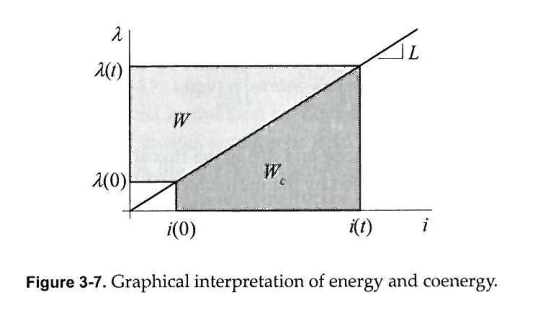 λ
L
λ(t)
W
W_c
λ(0)
i(0) i(t) i
Figure 3-7. Graphical interpretation of energy and coenergy.